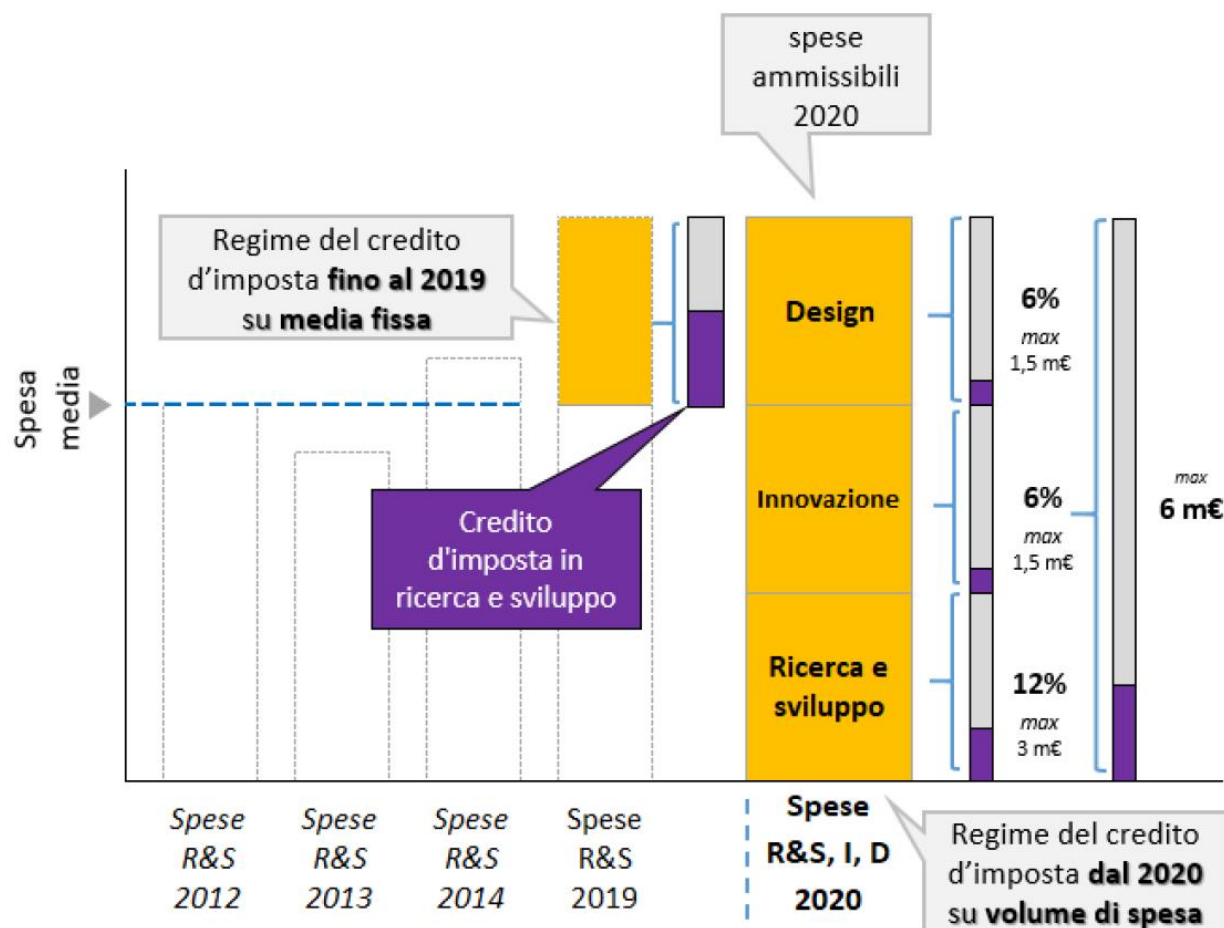 spese
ammissibili
2020
Regime del credito
d'imposta fino al 2019
su media fissa
Spesa
media
Credito
d'imposta in
ricerca e sviluppo
Design
Innovazione
Ricerca e
sviluppo
6%
max
1,5 m€
6%
max
1,5 m€
12%
max
3 m€
max
6 m€
Spese
R&S
2012
Spese
R&S
2013
Spese
R&S
2014
Spese
R&S
2019
Spese
R&S, I, D
2020
Regime del credito
d'imposta dal 2020
su volume di spesa